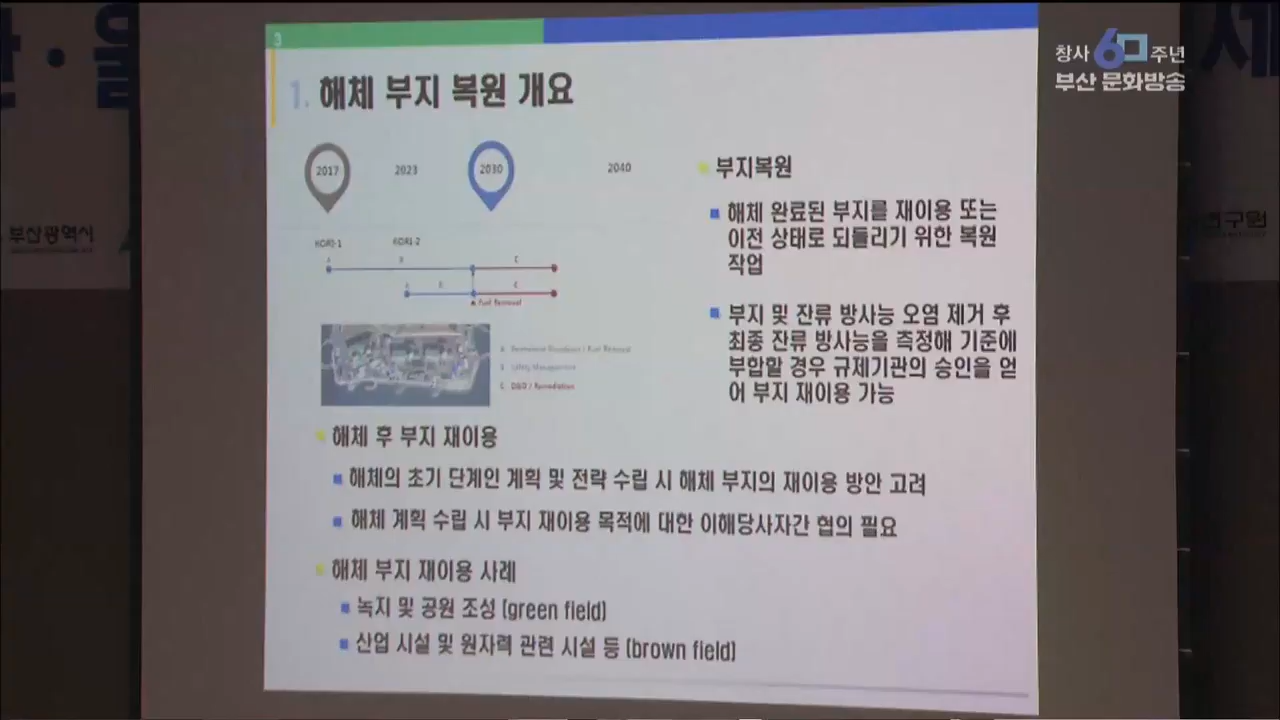 3
창사 60 주년
부산 문화방송
1. 해체 부지 복원 개요
2017
2023
2030
2040
KORI-1
KORI-2
A
B
C
A
B
C
▲ Fuel Removal
A
B Safety Management
C D&D / Remediation
부지복원
해체 완료된 부지를 재이용 또는
이전 상태로 되돌리기 위한 복원
작업
부지 및 잔류 방사능 오염 제거 후
최종 잔류 방사능을 측정해 기준에
부합할 경우 규제기관의 승인을 얻
어 부지 재이용 가능
해체 후 부지 재이용
해체의 초기 단계인 계획 및 전략 수립 시 해체 부지의 재이용 방안 고려
해체 계획 수립 시 부지 재이용 목적에 대한 이해당사자간 협의 필요
해체 부지 재이용 사례
녹지 및 공원 조성 (green field)
산업 시설 및 원자력 관련 시설 등 (brown field)
부산광역시
연구원